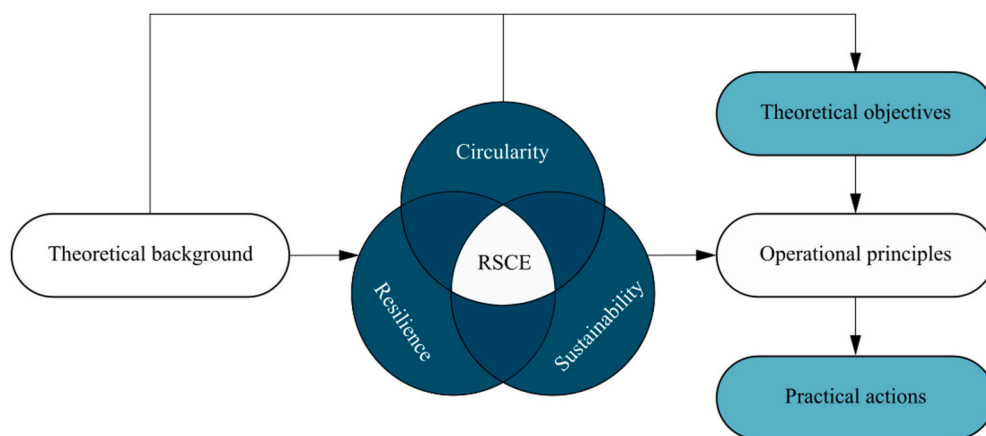 Theoretical objectives
Circularity
Theoretical background
RSCE
Operational principles
Resilience
Sustainability
Practical actions